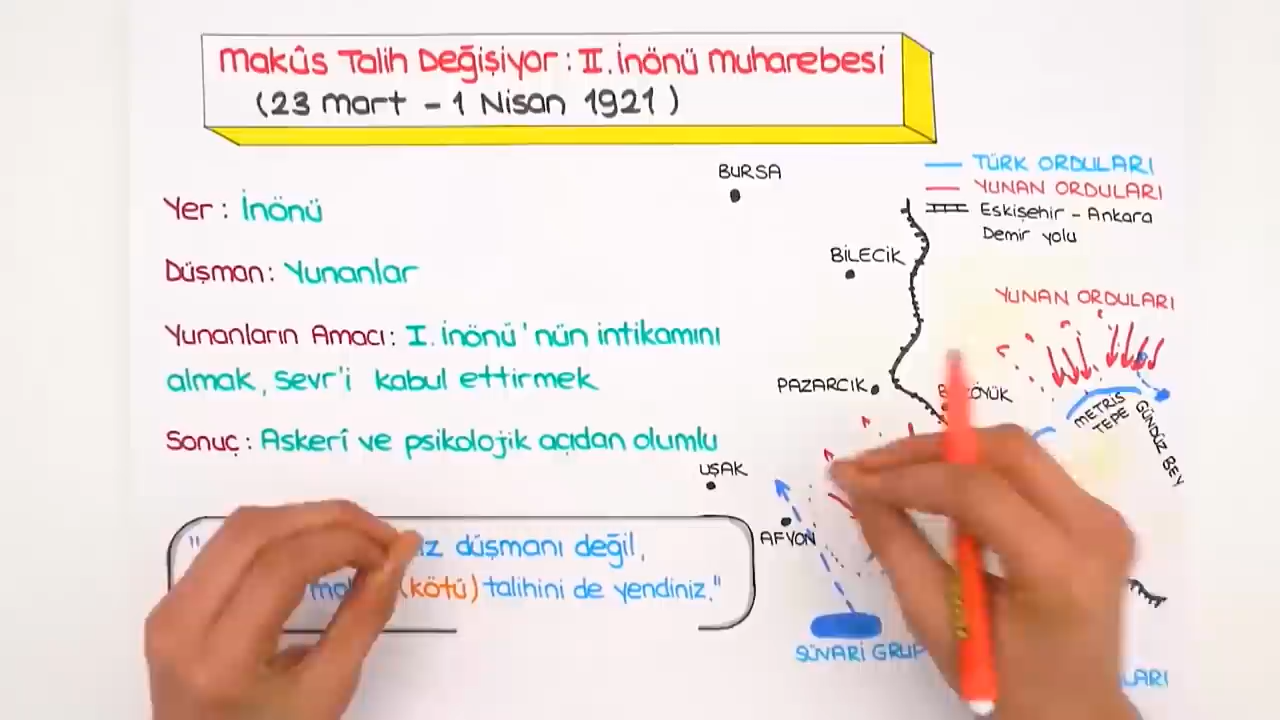 Makûs Talih Değişiyor : II. İnönü Muharebesi
(23 mart - 1 Nisan 1921)
Yer : İnönü
Düşman : Yunanlar
Yunanların Amacı : I. İnönü'nün intikamını
almak, Sevr'i kabul ettirmek
Sonuç : Askerî ve psikolojik açıdan olumlu
" düşmanı değil,
(kötü) talihini de yendiniz."
BURSA
TÜRK ORDULARI
YUNAN ORDULARI
Eskişehir - Ankara
Demir yolu
BİLECİK
YUNAN ORDULARI
PAZARCIK
METRİS
TEPE
GÜNDÜZ BEY
UŞAK
AFYON
SÜVARİ